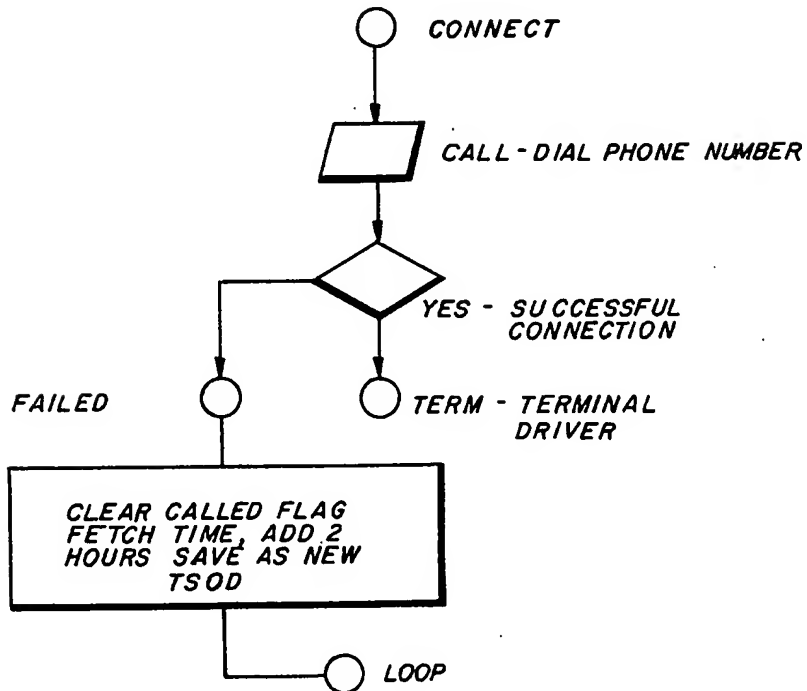 CONNECT
CALL - DIAL PHONE NUMBER
YES - SUCCESSFUL
CONNECTION
FAILED
TERM - TERMINAL
DRIVER
CLEAR CALLED FLAG
FETCH TIME, ADD 2
HOURS SAVE AS NEW
TSOD
LOOP